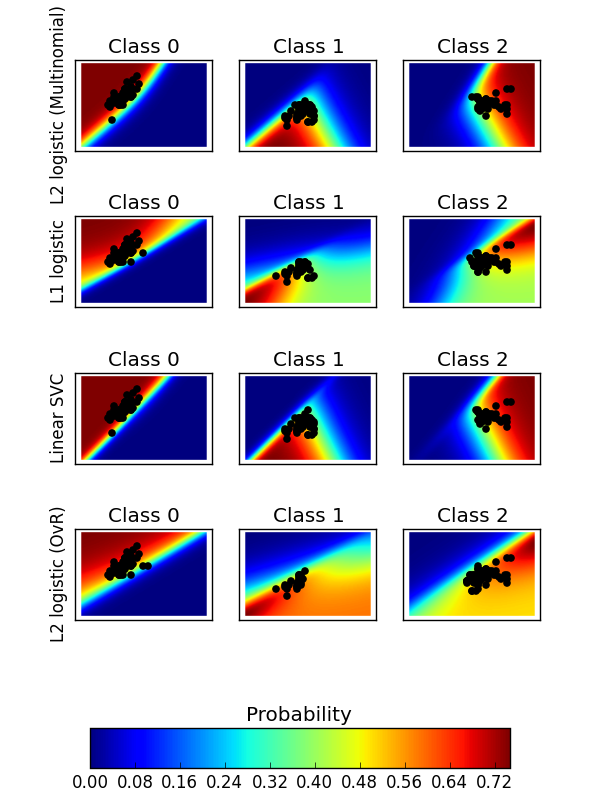 Class 0 Class 1 Class 2
L2 logistic (Multinomial)
Class 0 Class 1 Class 2
L1 logistic
Class 0 Class 1 Class 2
Linear SVC
Class 0 Class 1 Class 2
L2 logistic (OvR)
Probability
0.00 0.08 0.16 0.24 0.32 0.40 0.48 0.56 0.64 0.72